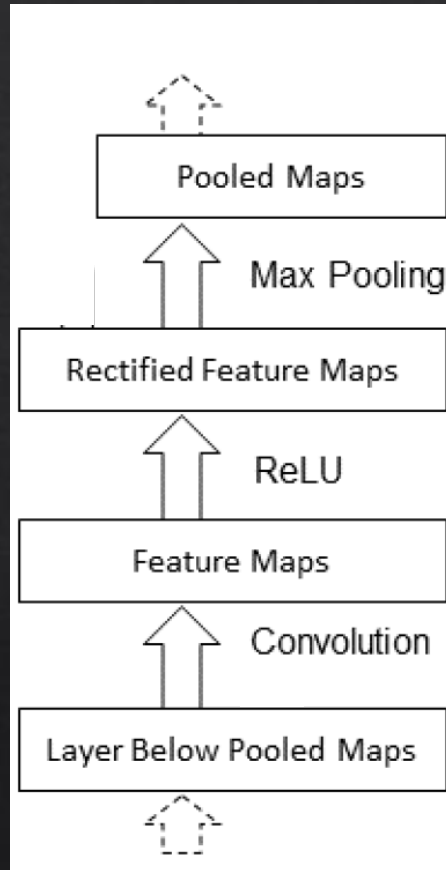 Pooled Maps
Max Pooling
Rectified Feature Maps
ReLU
Feature Maps
Convolution
Layer Below Pooled Maps